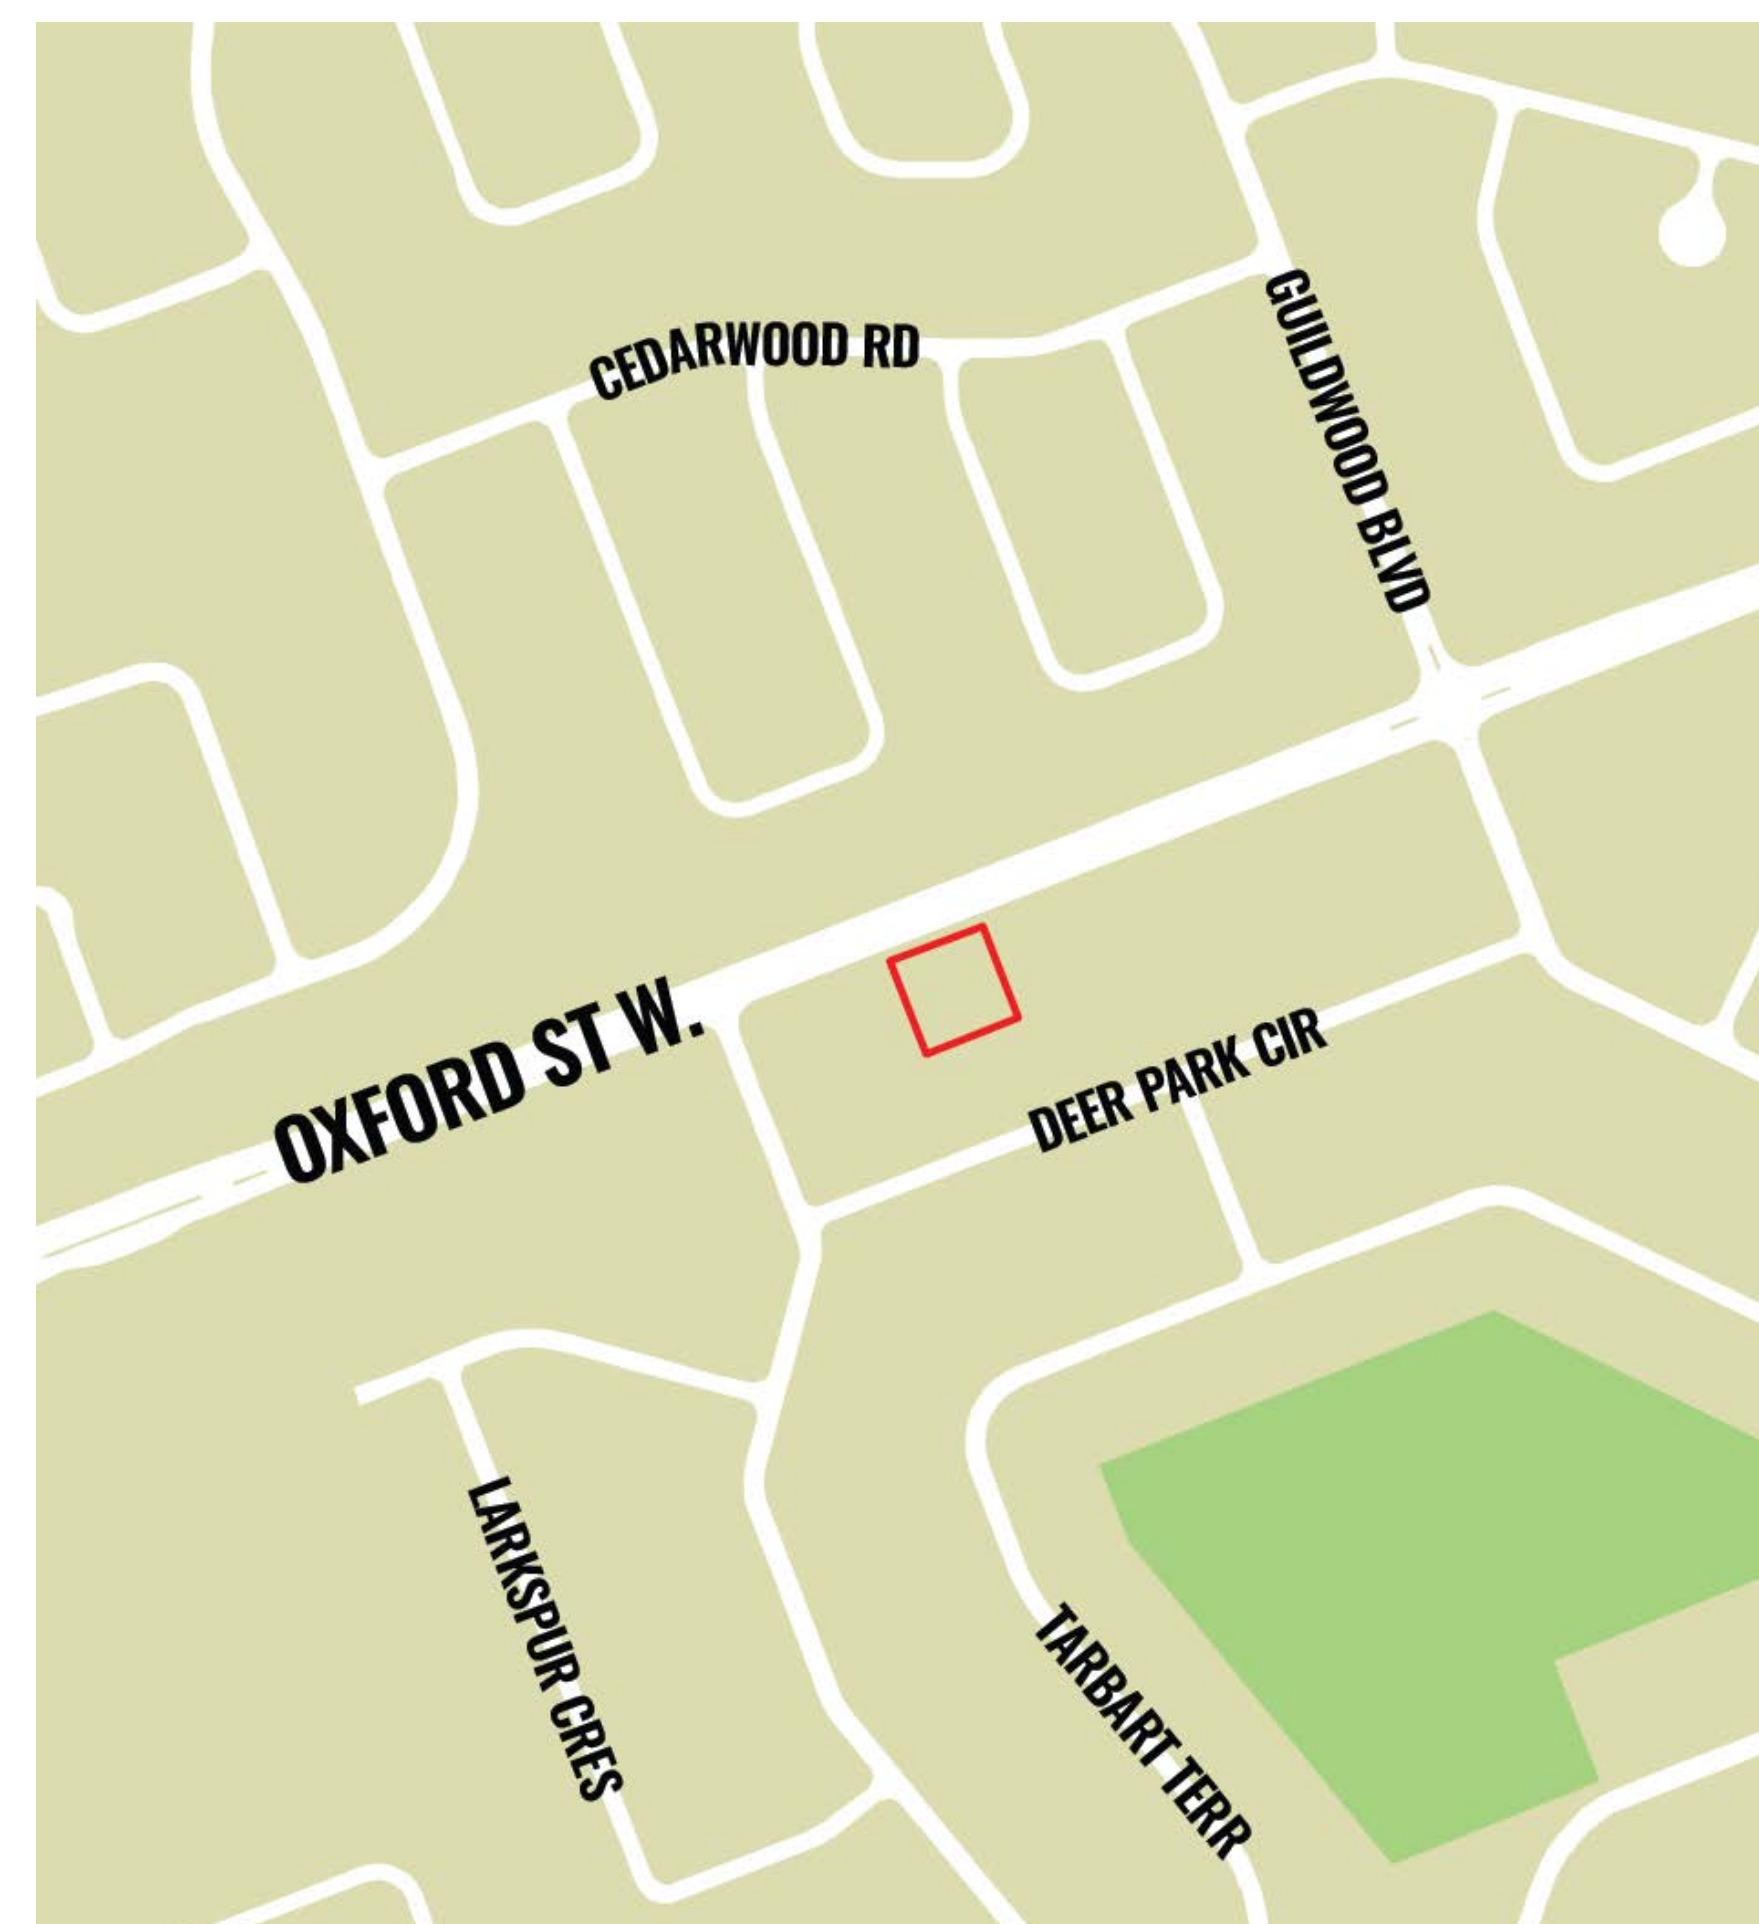 CEDARWOOD RD
GUILDWOOD BLVD
OXFORD ST W.
DEER PARK CIR
LARKSPUR CRES
TARBART TERR